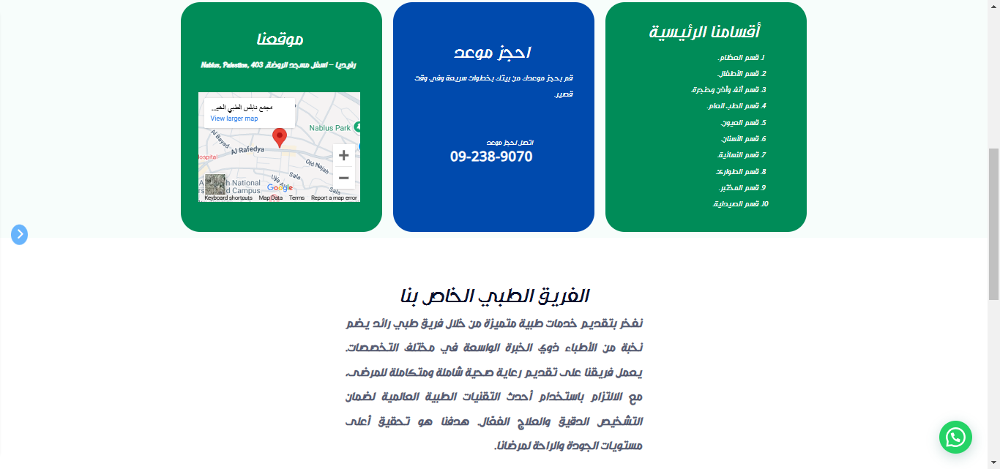 أقسامنا الرئيسية
1. قسم العظام.
2. قسم الأطفال.
3. قسم أنف وأذن وحنجرة.
4. قسم الطب العام.
5. قسم العيون.
6. قسم الأسنان.
7. قسم النسائية.
8. قسم الطوارئ.
9. قسم المختبر.
10. قسم الصيدلية.
احجز موعد
قم بحجز موعدك من بيتك بخطوات سريعة وفي وقت
قصير.
اتصل لحجز موعد
09-238-9070
موقعنا
رفيديا – اسفل مسجد الروضة, Nablus, Palestine, 403
مجمع نابلس الطبي الخير...
View larger map
Nablus Park
Al Bayad
Al Rafedya
Old Najah
Sala
National
Campus
Sala
Google
Keyboard shortcuts
Map Data
Terms
Report a map error
الفريق الطبي الخاص بنا
نفخر بتقديم خدمات طبية متميزة من خلال فريق طبي رائد يضم
نخبة من الأطباء ذوي الخبرة الواسعة في مختلف التخصصات.
يعمل فريقنا على تقديم رعاية صحية شاملة ومتكاملة للمرضى،
مع الالتزام باستخدام أحدث التقنيات الطبية العالمية لضمان
التشخيص الدقيق والعلاج الفعّال. هدفنا هو تحقيق أعلى
مستويات الجودة والراحة لمرضانا.